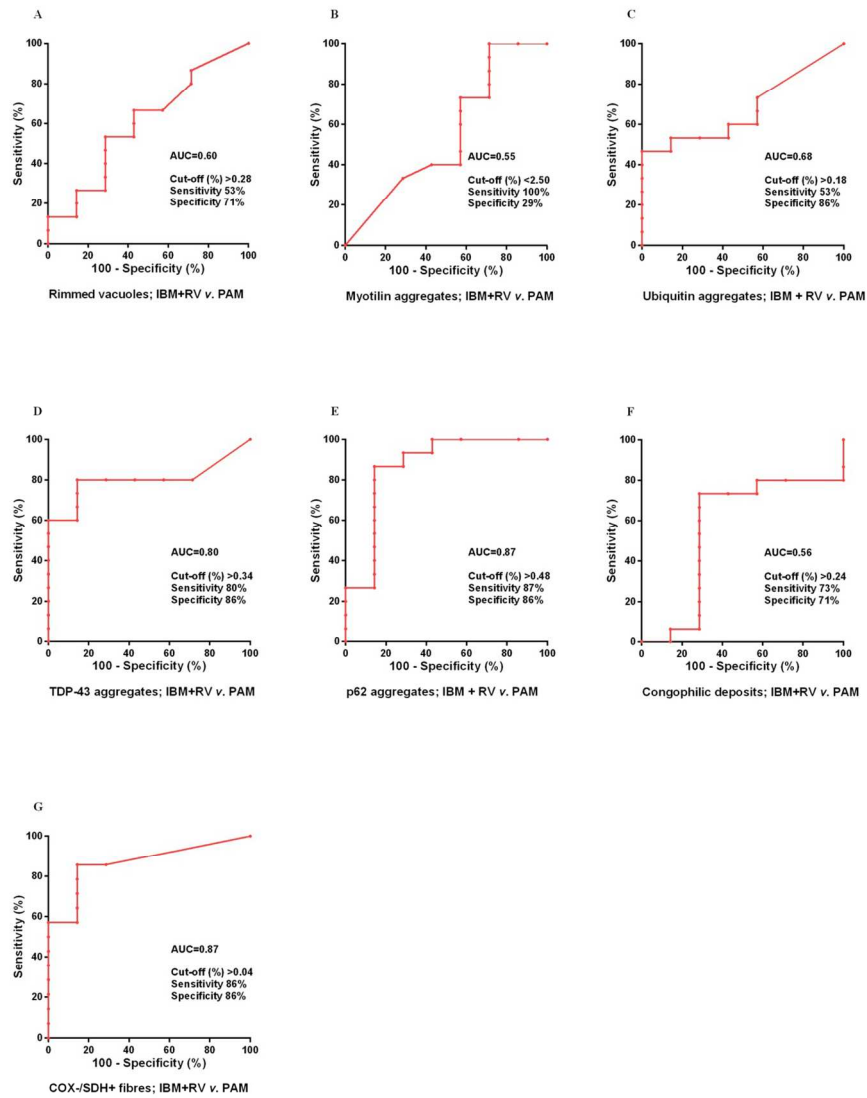 A
100
80
60
40
20
0
Sensitivity (%)
AUC=0.60
Cut-off (%) >0.28
Sensitivity 53%
Specificity 71%
0 20 40 60 80 100
100 - Specificity (%)
Rimmed vacuoles; IBM+RV v. PAM
B
100
80
60
40
20
0
Sensitivity (%)
AUC=0.55
Cut-off (%) <2.50
Sensitivity 100%
Specificity 29%
0 20 40 60 80 100
100 - Specificity (%)
Myotilin aggregates; IBM+RV v. PAM
C
100
80
60
40
20
0
Sensitivity (%)
AUC=0.68
Cut-off (%) >0.18
Sensitivity 53%
Specificity 86%
0 20 40 60 80 100
100 - Specificity (%)
Ubiquitin aggregates; IBM + RV v. PAM
D
100
80
60
40
20
0
Sensitivity (%)
AUC=0.80
Cut-off (%) >0.34
Sensitivity 80%
Specificity 86%
0 20 40 60 80 100
100 - Specificity (%)
TDP-43 aggregates; IBM+RV v. PAM
E
100
80
60
40
20
0
Sensitivity (%)
AUC=0.87
Cut-off (%) >0.48
Sensitivity 87%
Specificity 86%
0 20 40 60 80 100
100 - Specificity (%)
p62 aggregates; IBM + RV v. PAM
F
100
80
60
40
20
0
Sensitivity (%)
AUC=0.56
Cut-off (%) >0.24
Sensitivity 73%
Specificity 71%
0 20 40 60 80 100
100 - Specificity (%)
Congophilic deposits; IBM+RV v. PAM
G
100
80
60
40
20
0
Sensitivity (%)
AUC=0.87
Cut-off (%) >0.04
Sensitivity 86%
Specificity 86%
0 20 40 60 80 100
100 - Specificity (%)
COX-/SDH+ fibres; IBM+RV v. PAM